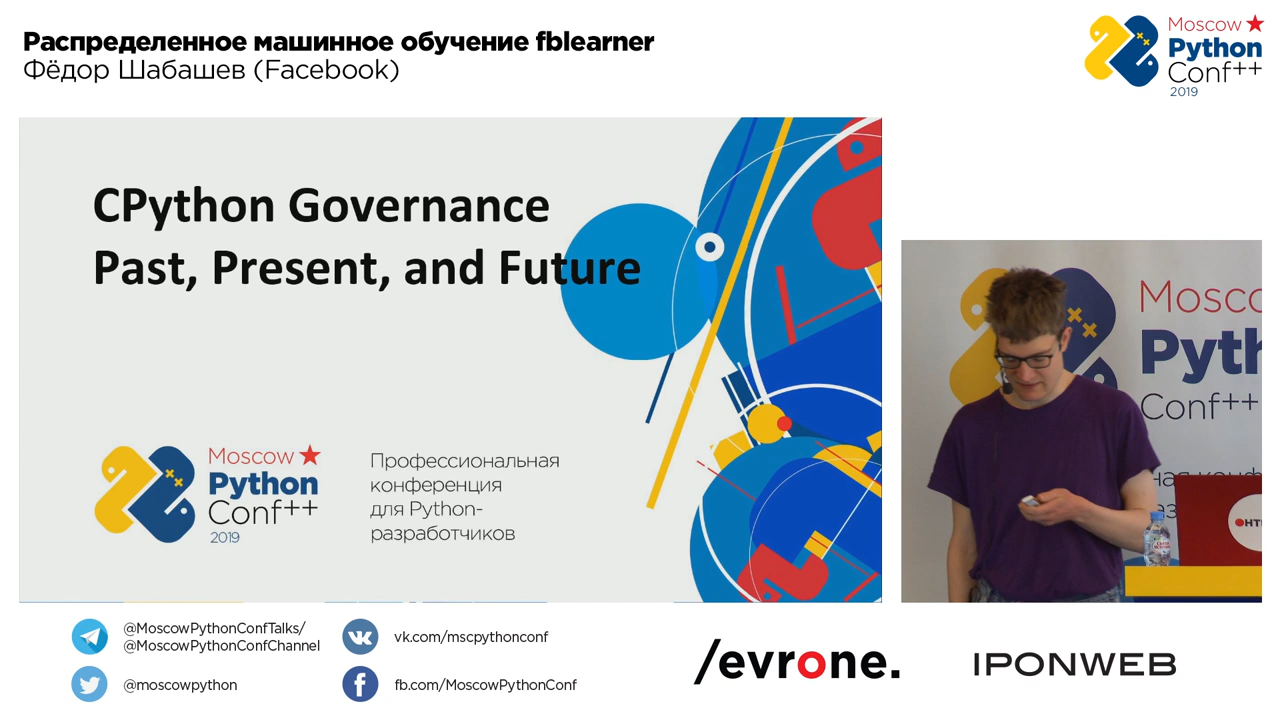 Распределенное машинное обучение fblearner
Фёдор Шабашев (Facebook)
Moscow
Python
Conf++
2019
CPython Governance
Past, Present, and Future
Moscow
Python
Conf++
2019
Профессиональная
конференция
для Python-
разработчиков
Mosco
Pyth
Conf++
@MoscowPythonConfTalks/
@MoscowPythonConfChannel
vk.com/mscpythonconf
@moscowpython
fb.com/MoscowPythonConf
/evrone.
IPONWEB